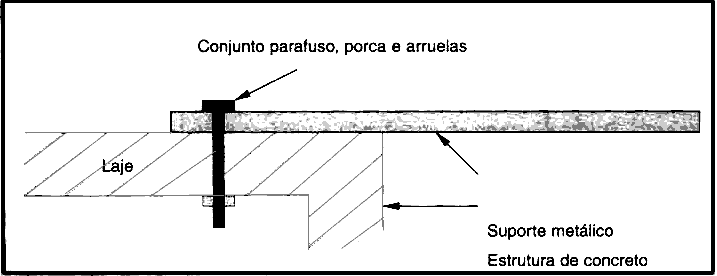 Conjunto parafuso, porca e arruelas
Laje
Suporte metálico
Estrutura de concreto